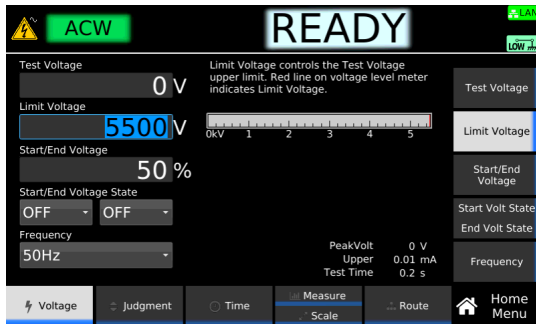 ACW
READY
LAN
LOW
Test Voltage
0 V
Limit Voltage
5500 V
Start/End Voltage
50 %
Start/End Voltage State
OFF OFF
Frequency
50Hz
Limit Voltage controls the Test Voltage
upper limit. Red line on voltage level meter
indicates Limit Voltage.
0kV 1 2 3 4 5
PeakVolt 0 V
Upper 0.01 mA
Test Time 0.2 s
Test Voltage
Limit Voltage
Start/End
Voltage
Start Volt State
End Volt State
Frequency
Voltage
Judgment
Time
Measure
Scale
Route
Home
Menu